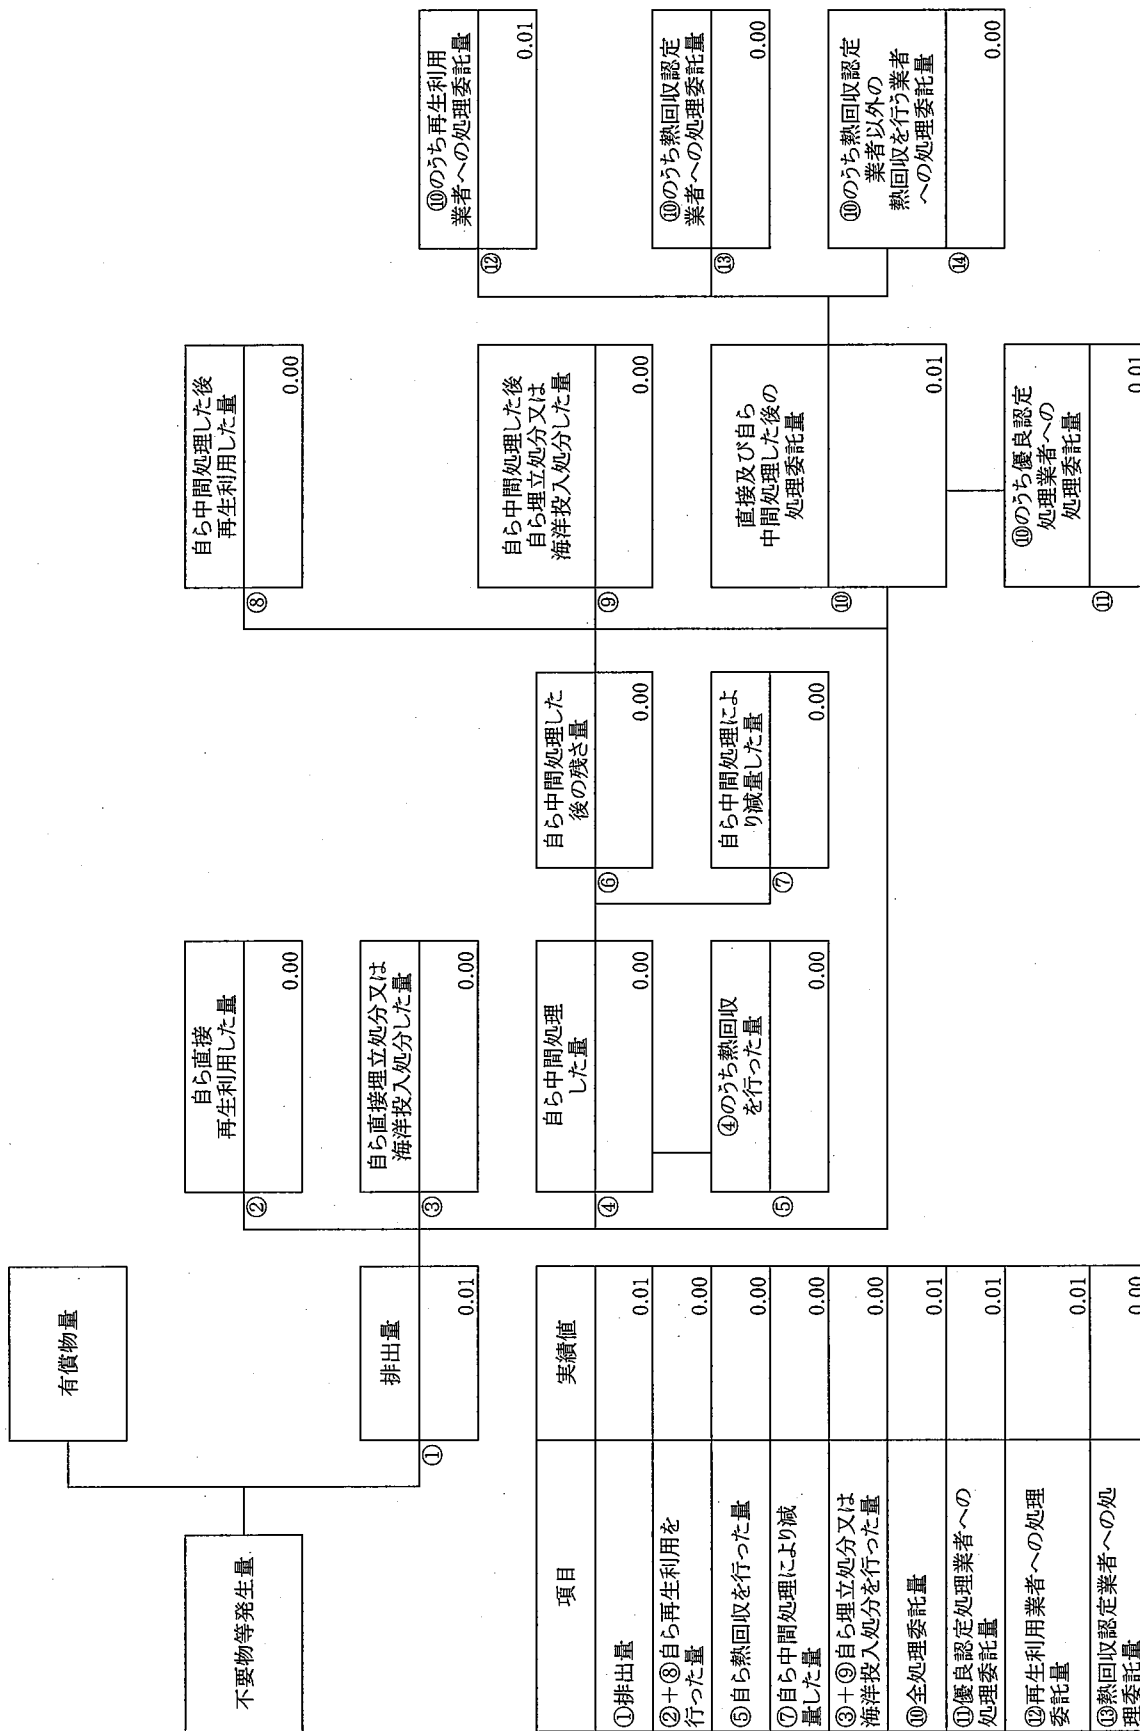 不要物等発生量
有償物量
①
排出量
0.01
②
自ら直接
再生利用した量
0.00
③
自ら直接埋立処分又は
海洋投入処分した量
0.00
④
自ら中間処理
した量
0.00
⑤
④のうち熱回収
を行った量
0.00
⑥
自ら中間処理した
後の残さ量
0.00
⑦
自ら中間処理によ
り減量した量
0.00
⑧
自ら中間処理した後
再生利用した量
0.00
⑨
自ら中間処理した後
自ら埋立処分又は
海洋投入処分した量
0.00
⑩
直接及び自ら
中間処理した後の
処理委託量
0.01
⑪
⑩のうち優良認定
処理業者への
処理委託量
0.01
⑫
⑩のうち再生利用
業者への処理委託量
0.01
⑬
⑩のうち熱回収認定
業者への処理委託量
0.00
⑭
⑩のうち熱回収認定
業者以外の
熱回収を行う業者
への処理委託量
0.00
項目
実績値
①排出量
0.01
②+⑧自ら再生利用を
行った量
0.00
⑤自ら熱回収を行った量
0.00
⑦自ら中間処理により減
量した量
0.00
③+⑨自ら埋立処分又は
海洋投入処分を行った量
0.00
⑩全処理委託量
0.01
⑪優良認定処理業者への
処理委託量
0.01
⑫再生利用業者への処理
委託量
0.01
⑬熱回収認定業者への処
理委託量
0.00